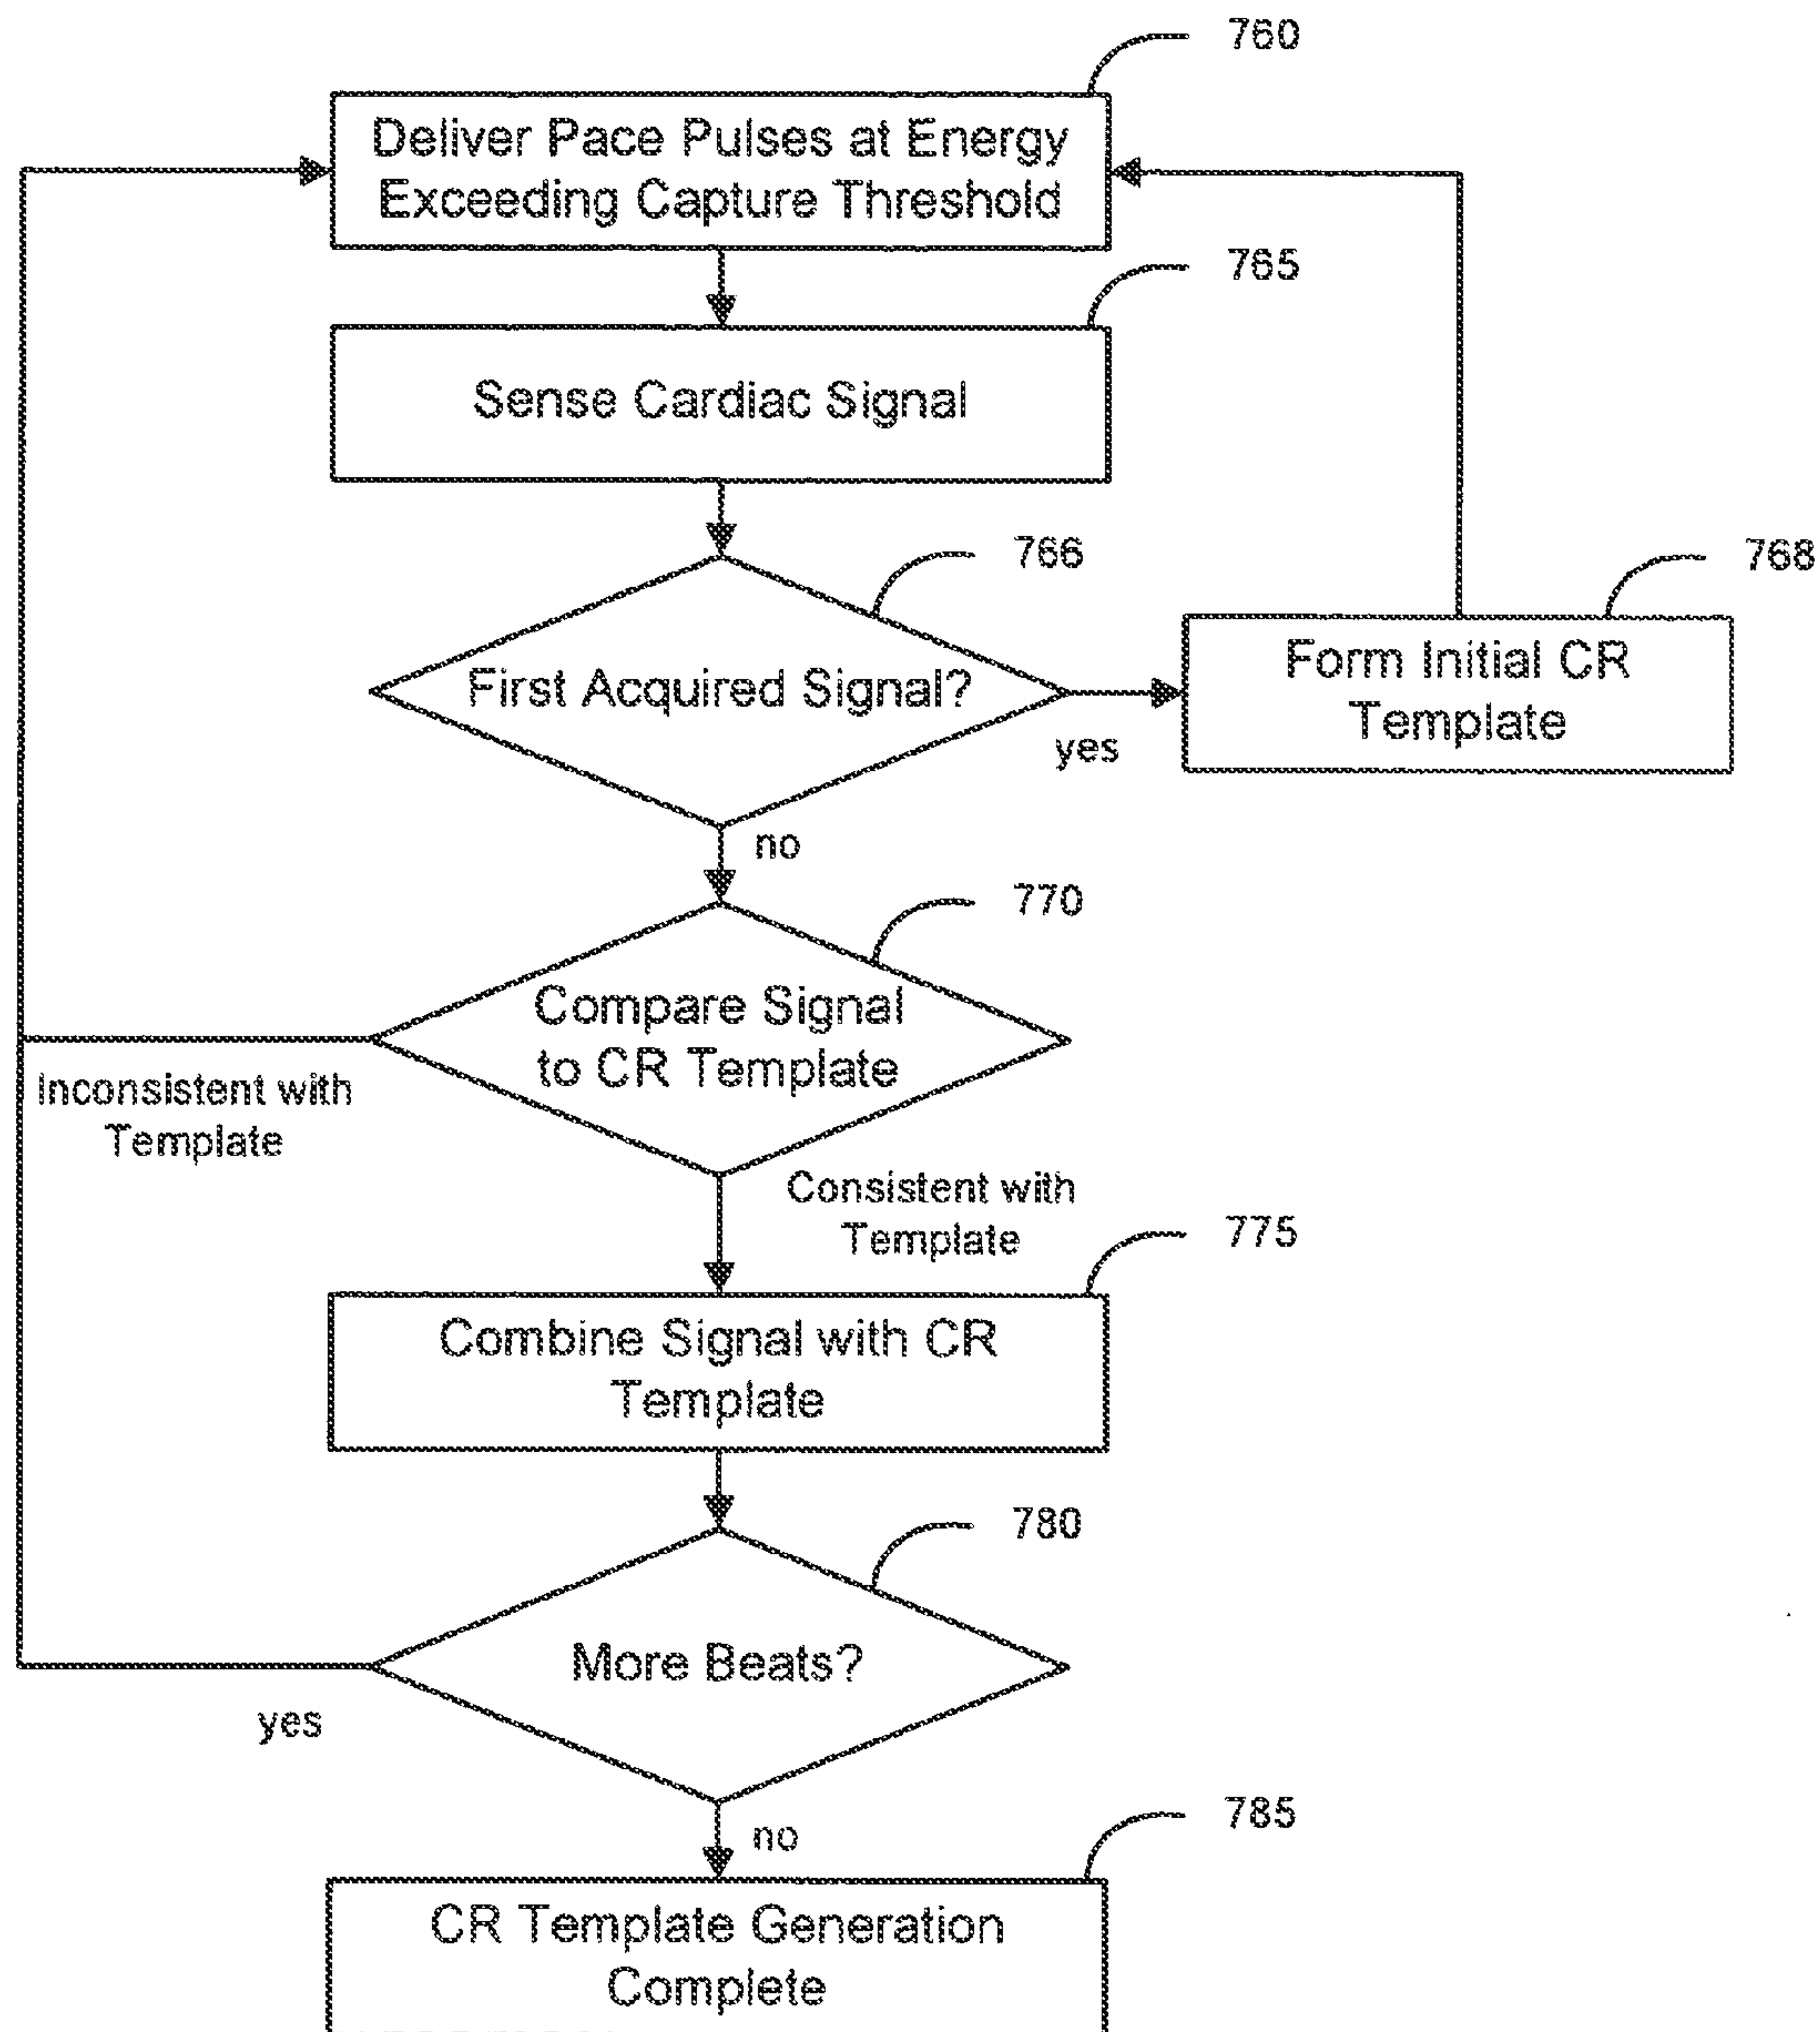 760
Deliver Pace Pulses at Energy
Exceeding Capture Threshold
765
Sense Cardiac Signal
766
768
First Acquired Signal?
Form Initial CR
Template
yes
no
770
Compare Signal
to CR Template
Inconsistent with
Template
Consistent with
Template
775
Combine Signal with CR
Template
780
More Beats?
yes
no
785
CR Template Generation
Complete